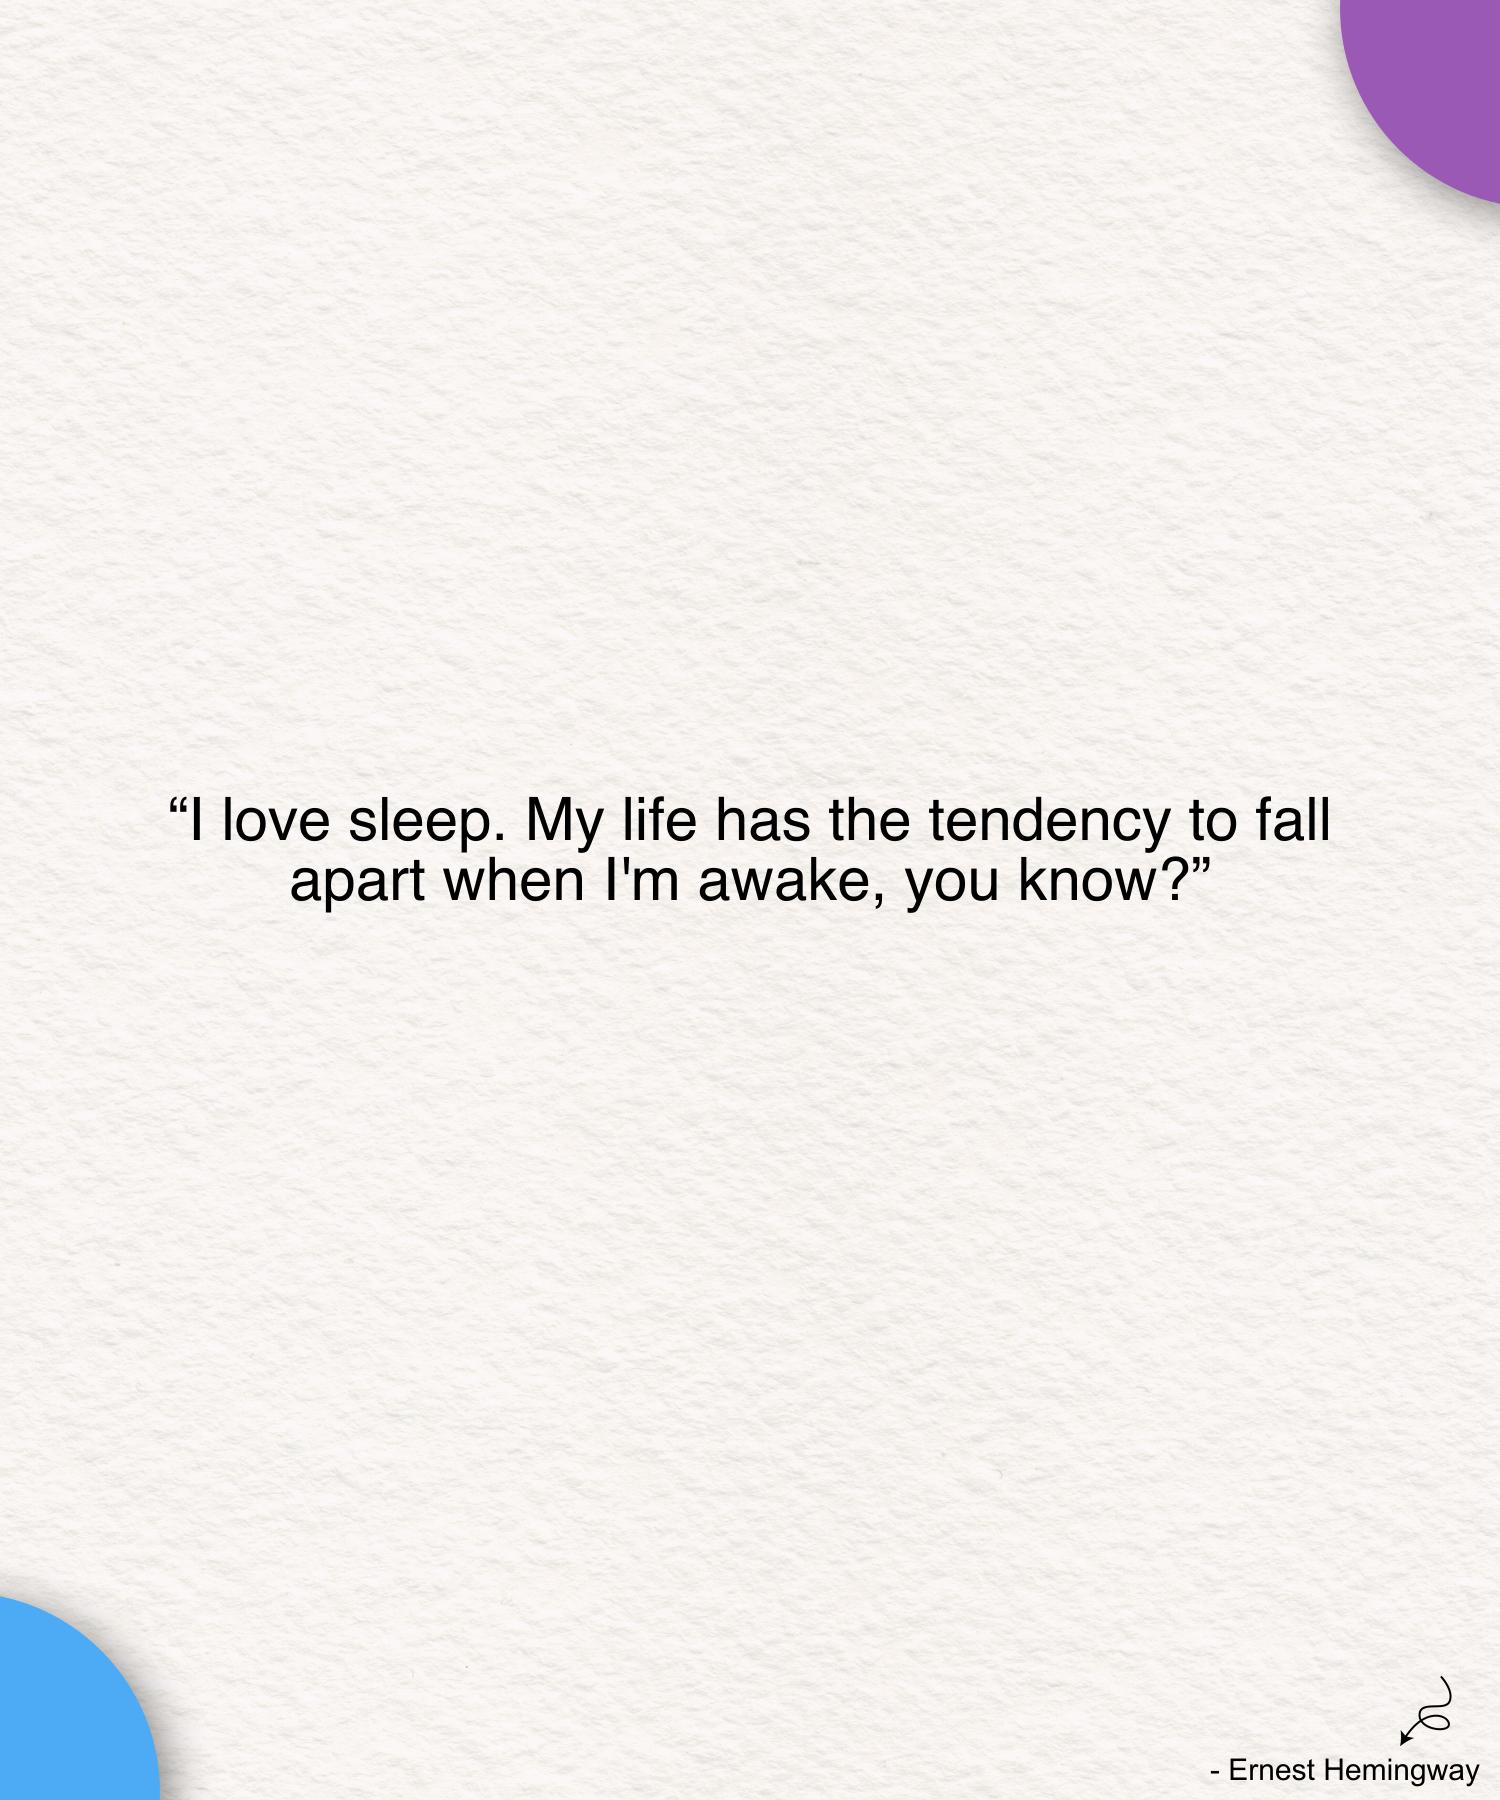 “I love sleep. My life has the tendency to fall
apart when I'm awake, you know?”
- Ernest Hemingway